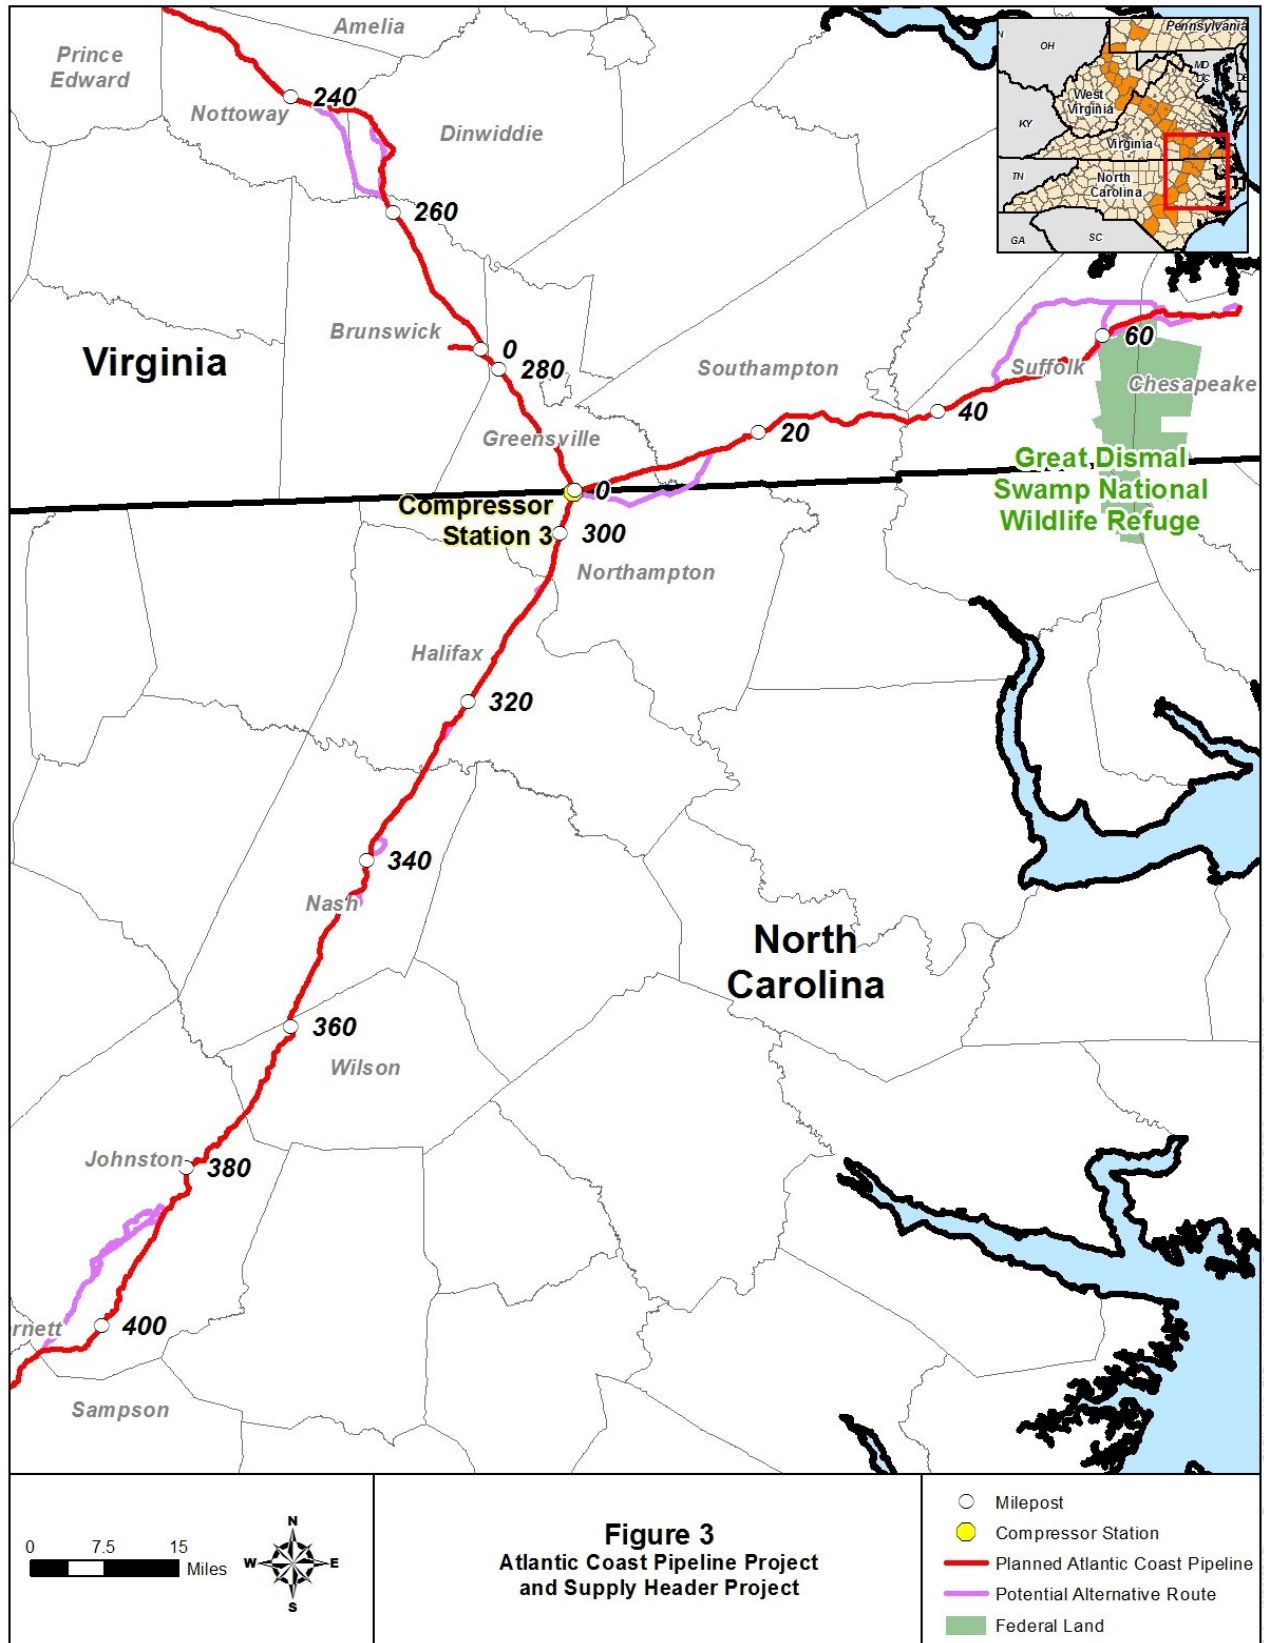 Amelia
Prince
Edward
Nottoway
240
Dinwiddie
260
Brunswick
0
280
Virginia
Southampton
Suffolk
60
Chesapeake
40
20
Greensville
Great Dismal
Swamp National
Wildlife Refuge
0
Compressor
Station 3
300
Northampton
Halifax
320
340
Nash
North
Carolina
360
Wilson
Johnston
380
rnett
400
Sampson
Pennsylvania
OH
MD
DC
DE
West
Virginia
KY
Virginia
TN
North
Carolina
GA
SC
0 7.5 15
Miles
N
W E
S
Figure 3
Atlantic Coast Pipeline Project
and Supply Header Project
Milepost
Compressor Station
Planned Atlantic Coast Pipeline
Potential Alternative Route
Federal Land